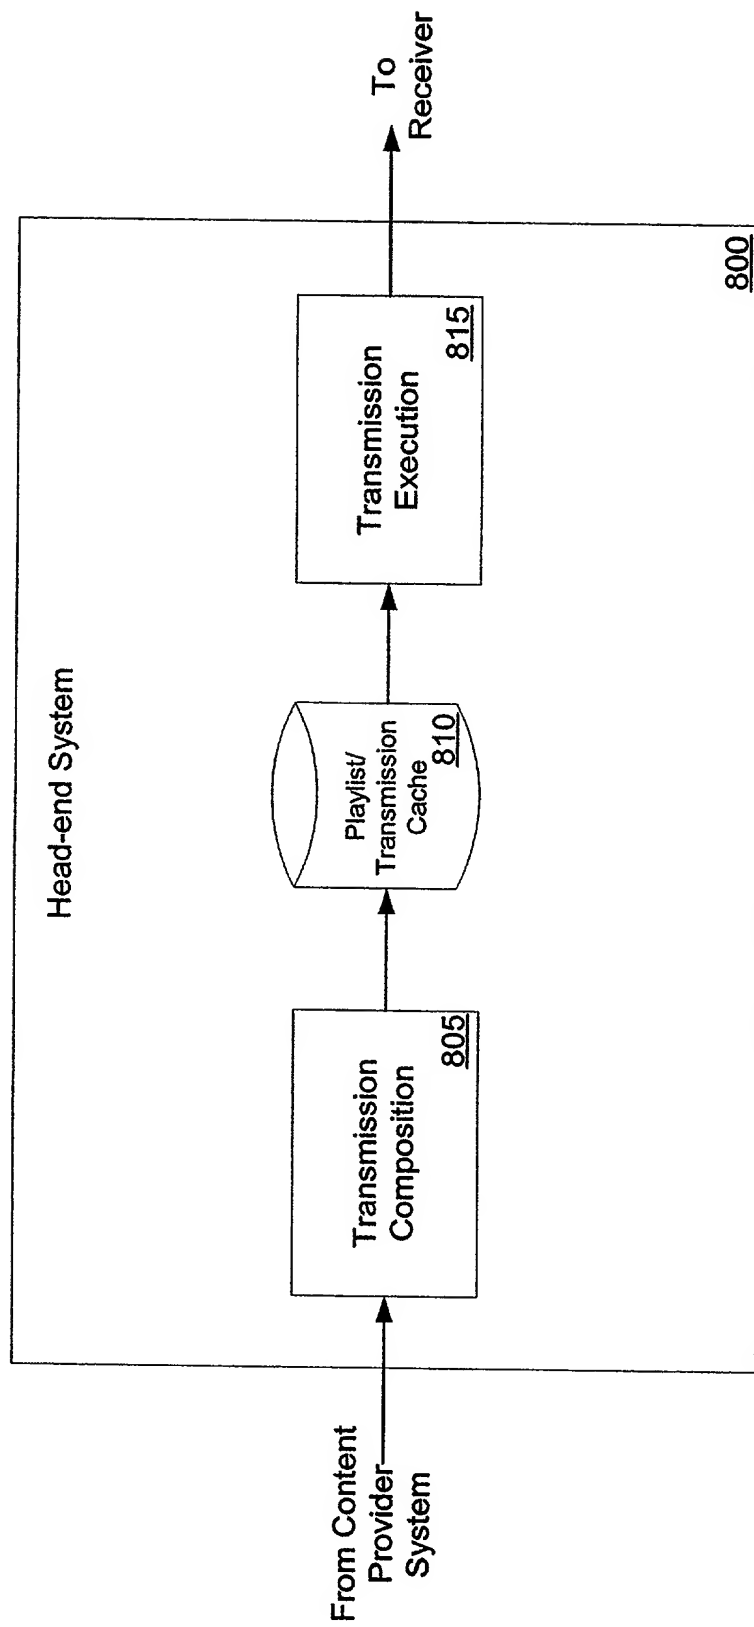 Head-end System
From Content
Provider
System
Transmission
Composition
805
Playlist/
Transmission
Cache
810
Transmission
Execution
815
To
Receiver
800